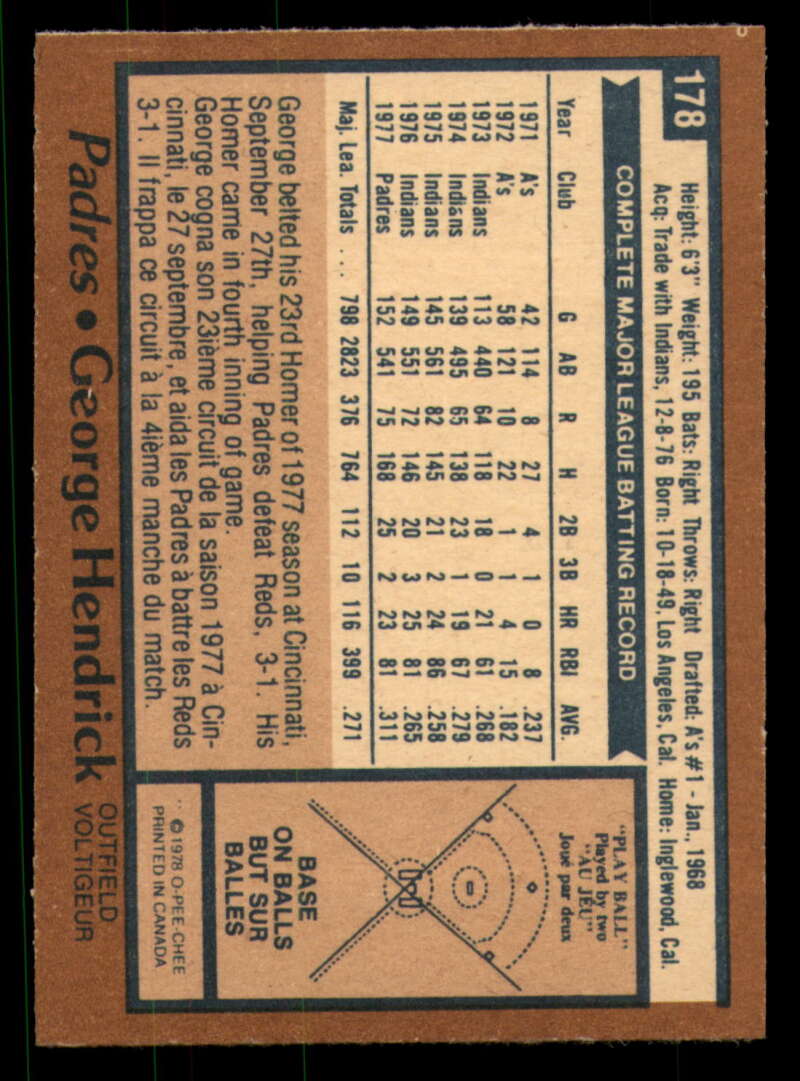 178
Height: 6'3" Weight: 195 Bats: Right Throws: Right Drafted: A's #1 - Jan., 1968
Acq: Trade with Indians, 12-8-76 Born: 10-18-49, Los Angeles, Cal. Home: Inglewood, Cal.
COMPLETE MAJOR LEAGUE BATTING RECORD
Year Club G AB R H 2B 3B HR RBI AVG.
1971 A's 42 114 8 27 4 1 0 8 .237
1972 A's 58 121 10 22 1 1 4 15 .182
1973 Indians 113 440 64 118 18 0 21 61 .268
1974 Indians 139 495 65 138 23 1 19 67 .279
1975 Indians 145 561 82 145 21 2 24 86 .258
1976 Indians 149 551 72 146 20 3 25 81 .265
1977 Padres 152 541 75 168 25 2 23 81 .311
Maj. Lea. Totals ... 798 2823 376 764 112 10 116 399 .271
George belted his 23rd Homer of 1977 season at Cincinnati,
September 27th, helping Padres defeat Reds, 3-1. His
Homer came in fourth inning of game.
George cogna son 23ième circuit de la saison 1977 à Cin-
cinnati, le 27 septembre, et aida les Padres à battre les Reds
3-1. Il frappa ce circuit à la 4ième manche du match.
"PLAY BALL"
Played by two
"AU JEU"
Joué par deux
BASE
ON BALLS
BUT SUR
BALLES
© 1978 O-PEE-CHEE
PRINTED IN CANADA
Padres • George Hendrick
OUTFIELD
VOLTIGEUR